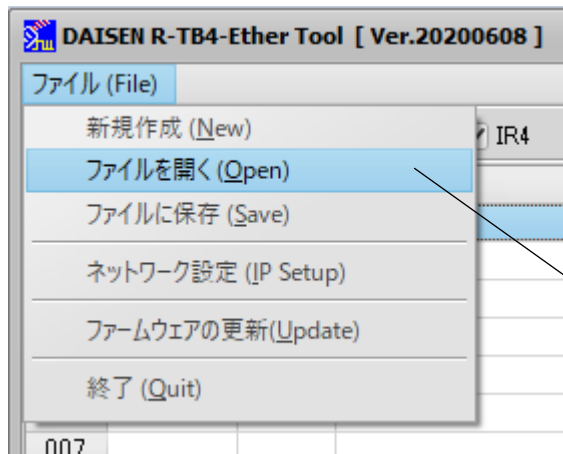 DAISEN R-TB4-Ether Tool [ Ver.20200608 ]
ファイル (File)
新規作成 (New)
IR4
ファイルを開く(Open)
ファイルに保存 (Save)
ネットワーク設定 (IP Setup)
ファームウェアの更新(Update)
終了 (Quit)
007